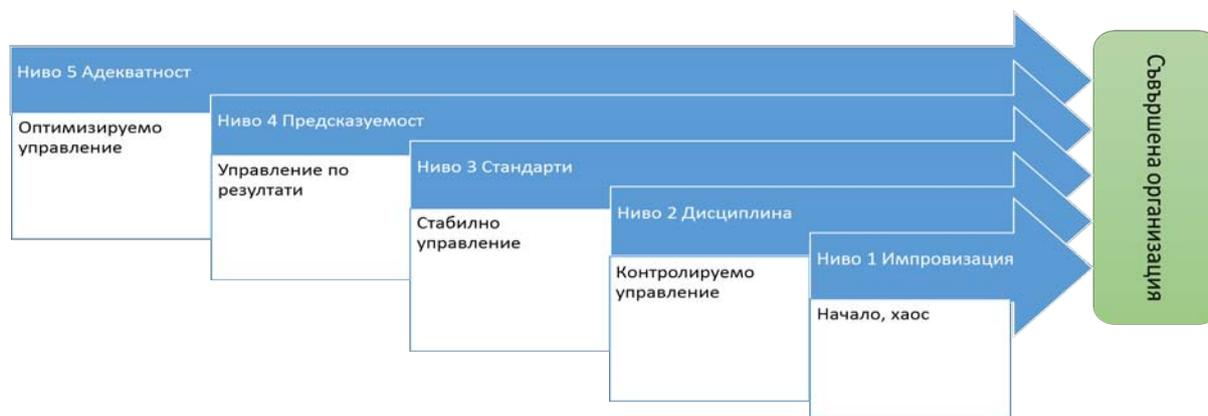 Ниво 5 Адекватност
Оптимизируемо
управление
Ниво 4 Предсказуемост
Управление по
резултати
Ниво 3 Стандарти
Стабилно
управление
Ниво 2 Дисциплина
Контролируемо
управление
Ниво 1 Импровизация
Начало, хаос
Съвършена организация